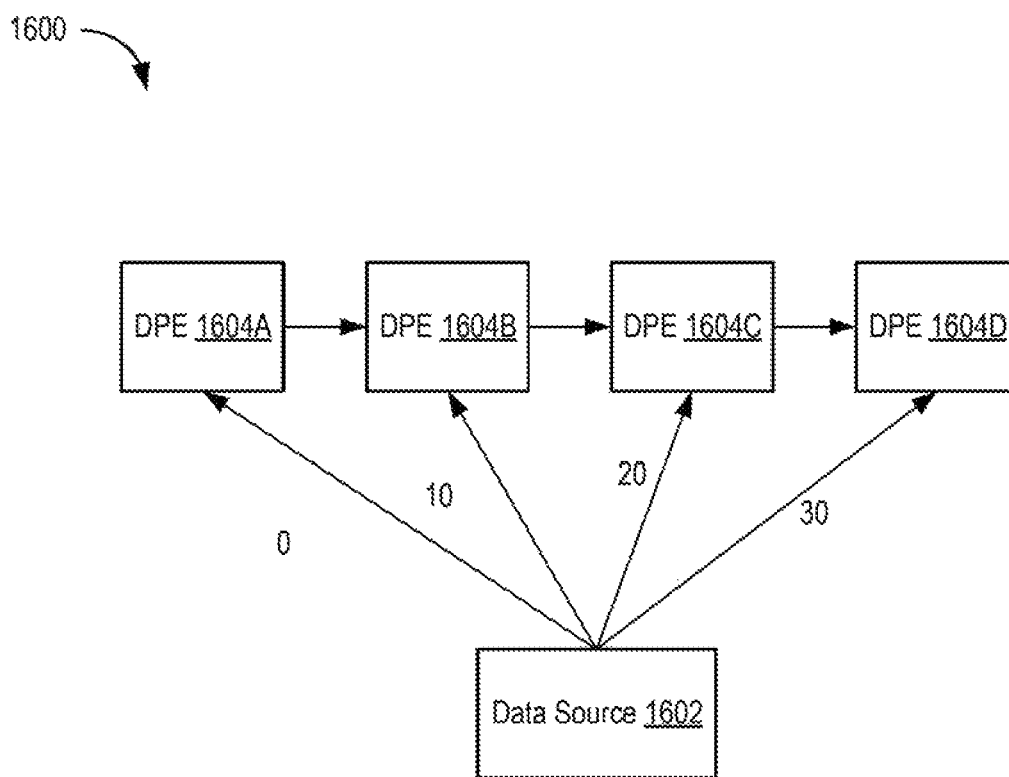 1600
DPE 1604A
DPE 1604B
DPE 1604C
DPE 1604D
0
10
20
30
Data Source 1602